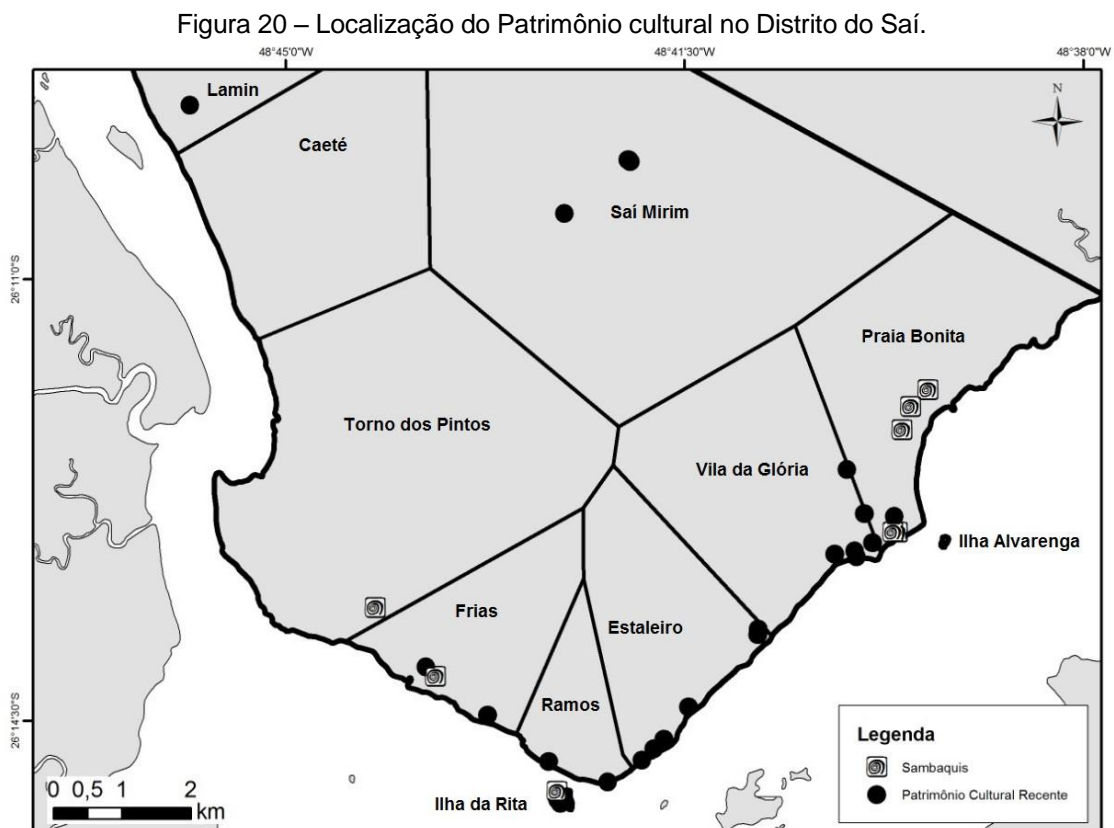 Figura 20 – Localização do Patrimônio cultural no Distrito do Saí.
48°45'0"W
48°41'30"W
48°38'0"W
Lamin
N
Caeté
Saí Mirim
26°11'0"S
Praia Bonita
Torno dos Pintos
Vila da Glória
Ilha Alvarenga
Frias
Estaleiro
Ramos
26°14'30"S
Legenda
Sambaquis
Patrimônio Cultural Recente
0 0,5 1 2
km
Ilha da Rita